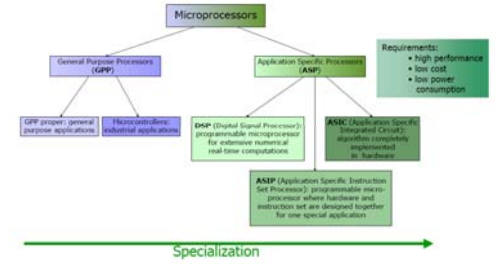 Microprocessors
General Purpose Processors
(GPP)
Application Specific Processors
(ASP)
Requirements:
• high performance
• low cost
• low power
consumption
GPP proper: general
purpose applications
Microcontrollers:
industrial applications
DSP (Digital Signal Processor):
programmable microprocessor
for extensive numerical
real-time computations
ASIC (Application Specific
Integrated Circuit):
algorithm completely
implemented
in hardware
ASIP (Application Specific Instruction
Set Processor): programmable micro-
processor where hardware and
instruction set are designed together
for one special application
Specialization